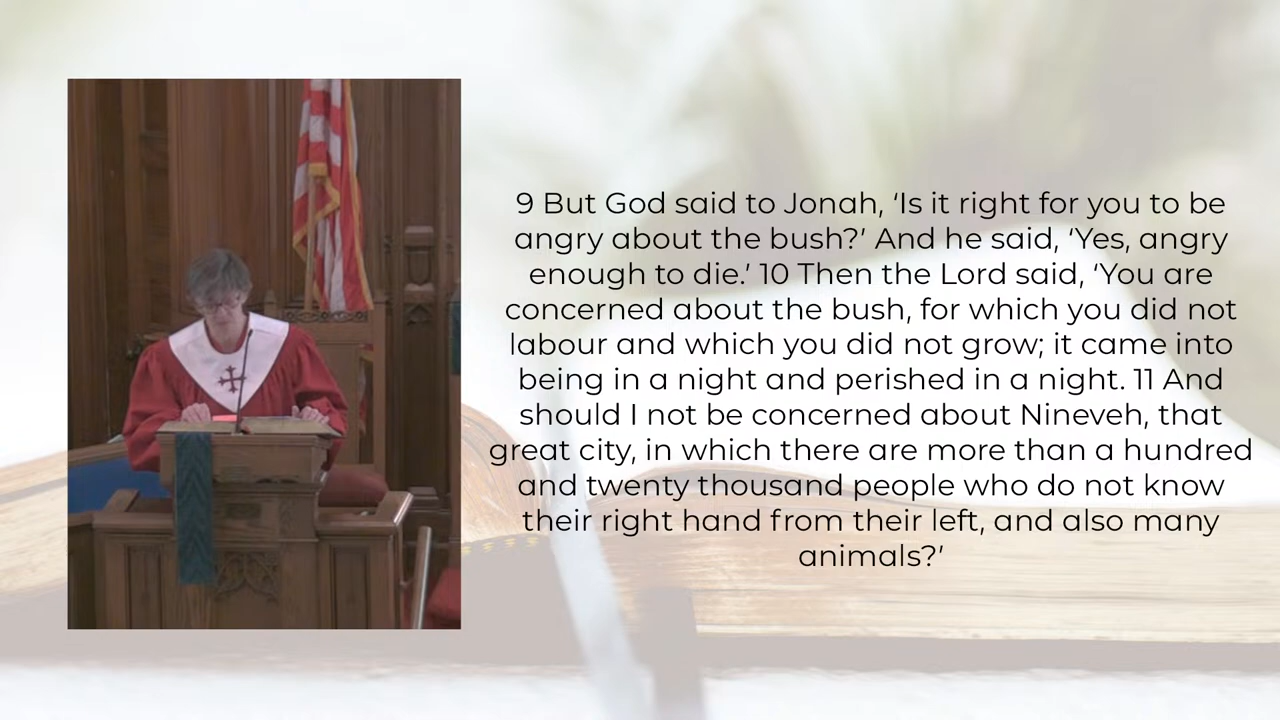 9 But God said to Jonah, ‘Is it right for you to be
angry about the bush?’ And he said, ‘Yes, angry
enough to die.’ 10 Then the Lord said, ‘You are
concerned about the bush, for which you did not
labour and which you did not grow; it came into
being in a night and perished in a night. 11 And
should I not be concerned about Nineveh, that
great city, in which there are more than a hundred
and twenty thousand people who do not know
their right hand from their left, and also many
animals?’